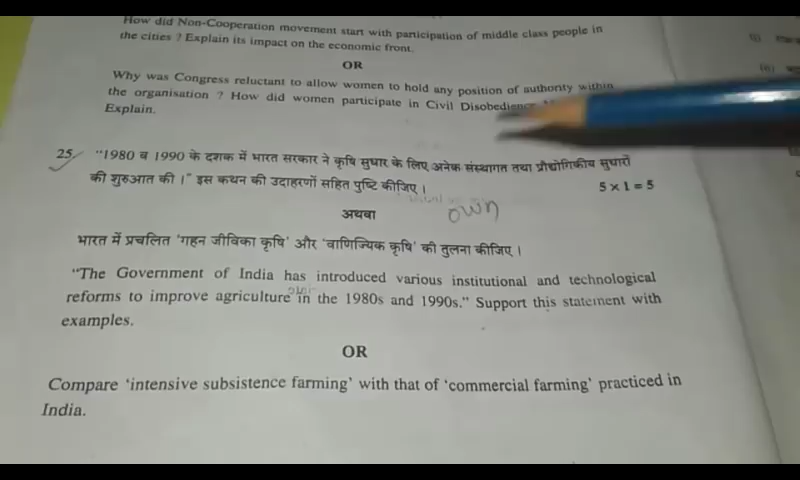 How did Non-Cooperation movement start with participation of middle class people in
the cities ? Explain its impact on the economic front.
OR
Why was Congress reluctant to allow women to hold any position of authority within
the organisation ? How did women participate in Civil Disobedience
Explain.
25. "1980 व 1990 के दशक में भारत सरकार ने कृषि सुधार के लिए अनेक संस्थागत तथा प्रौद्योगिकीय सुधारों
की शुरुआत की ।" इस कथन की उदाहरणों सहित पुष्टि कीजिए । 5 × 1 = 5
अथवा own
भारत में प्रचलित 'गहन जीविका कृषि' और 'वाणिज्यिक कृषि' की तुलना कीजिए ।
"The Government of India has introduced various institutional and technological
reforms to improve agriculture in the 1980s and 1990s." Support this statement with
examples.
OR
Compare 'intensive subsistence farming' with that of 'commercial farming' practiced in
India.
(i)
(ii)